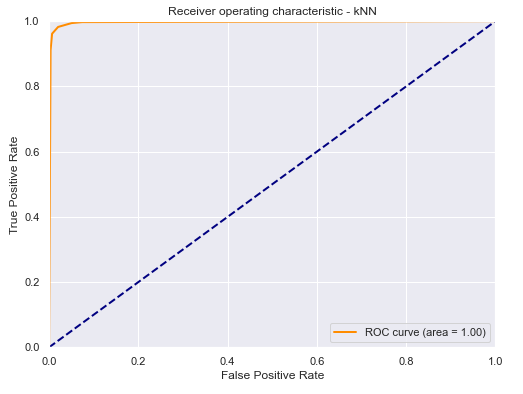 Receiver operating characteristic - kNN
True Positive Rate
1.0
0.8
0.6
0.4
0.2
0.0
0.0 0.2 0.4 0.6 0.8 1.0
False Positive Rate
ROC curve (area = 1.00)